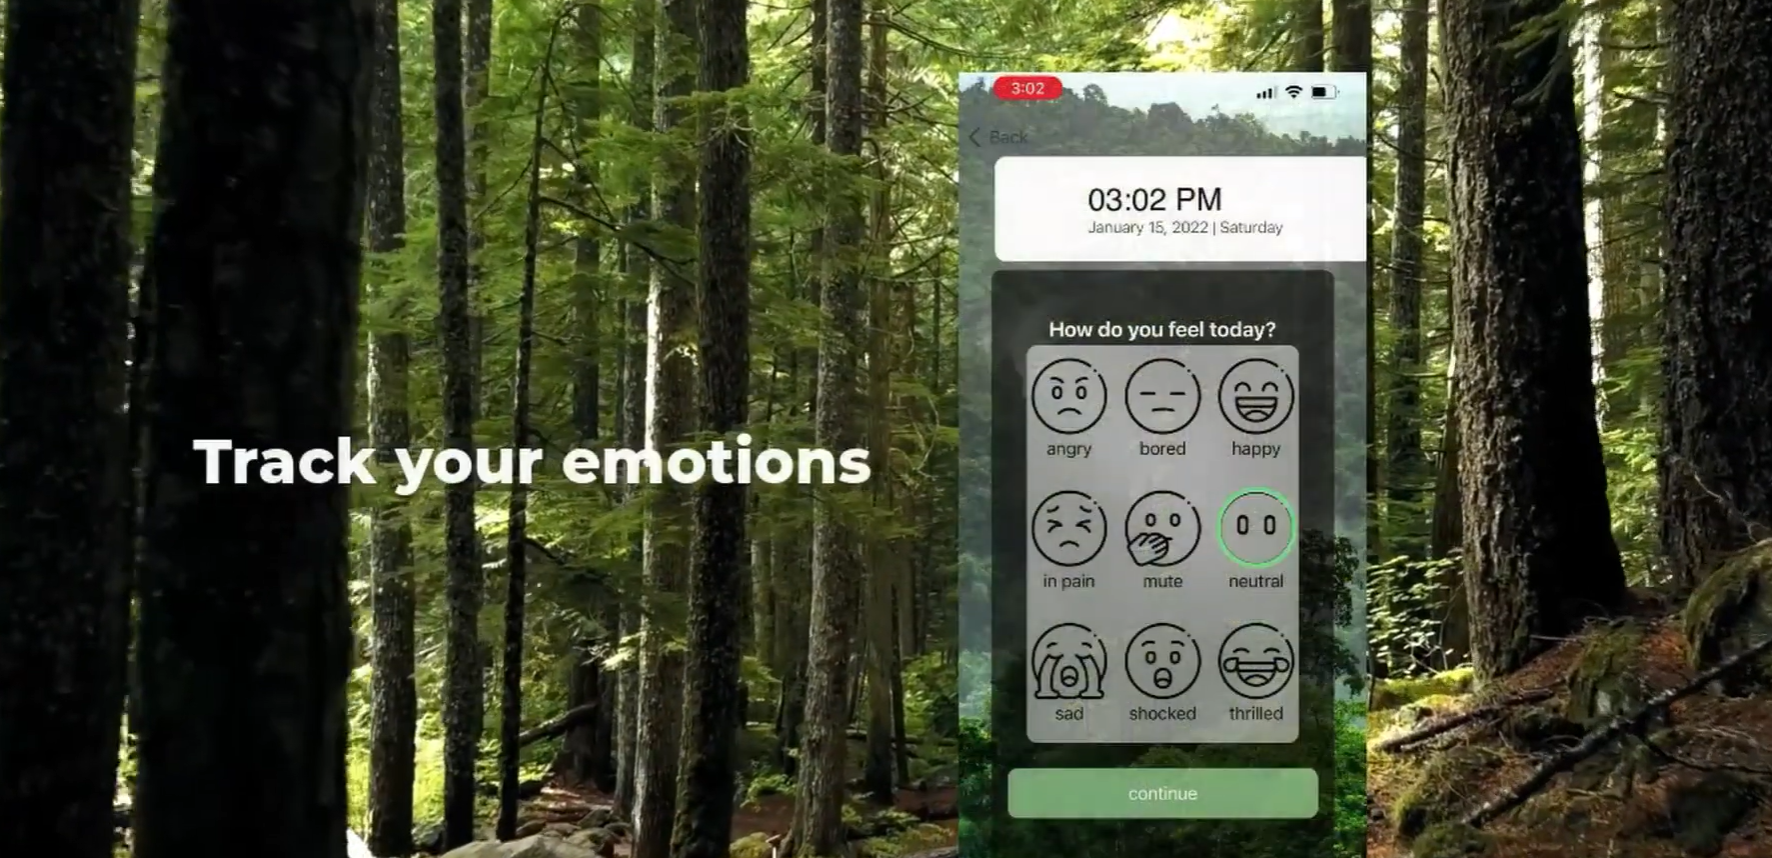 Track your emotions
3:02
Back
03:02 PM
January 15, 2022 | Saturday
How do you feel today?
angry
bored
happy
in pain
mute
neutral
sad
shocked
thrilled
continue